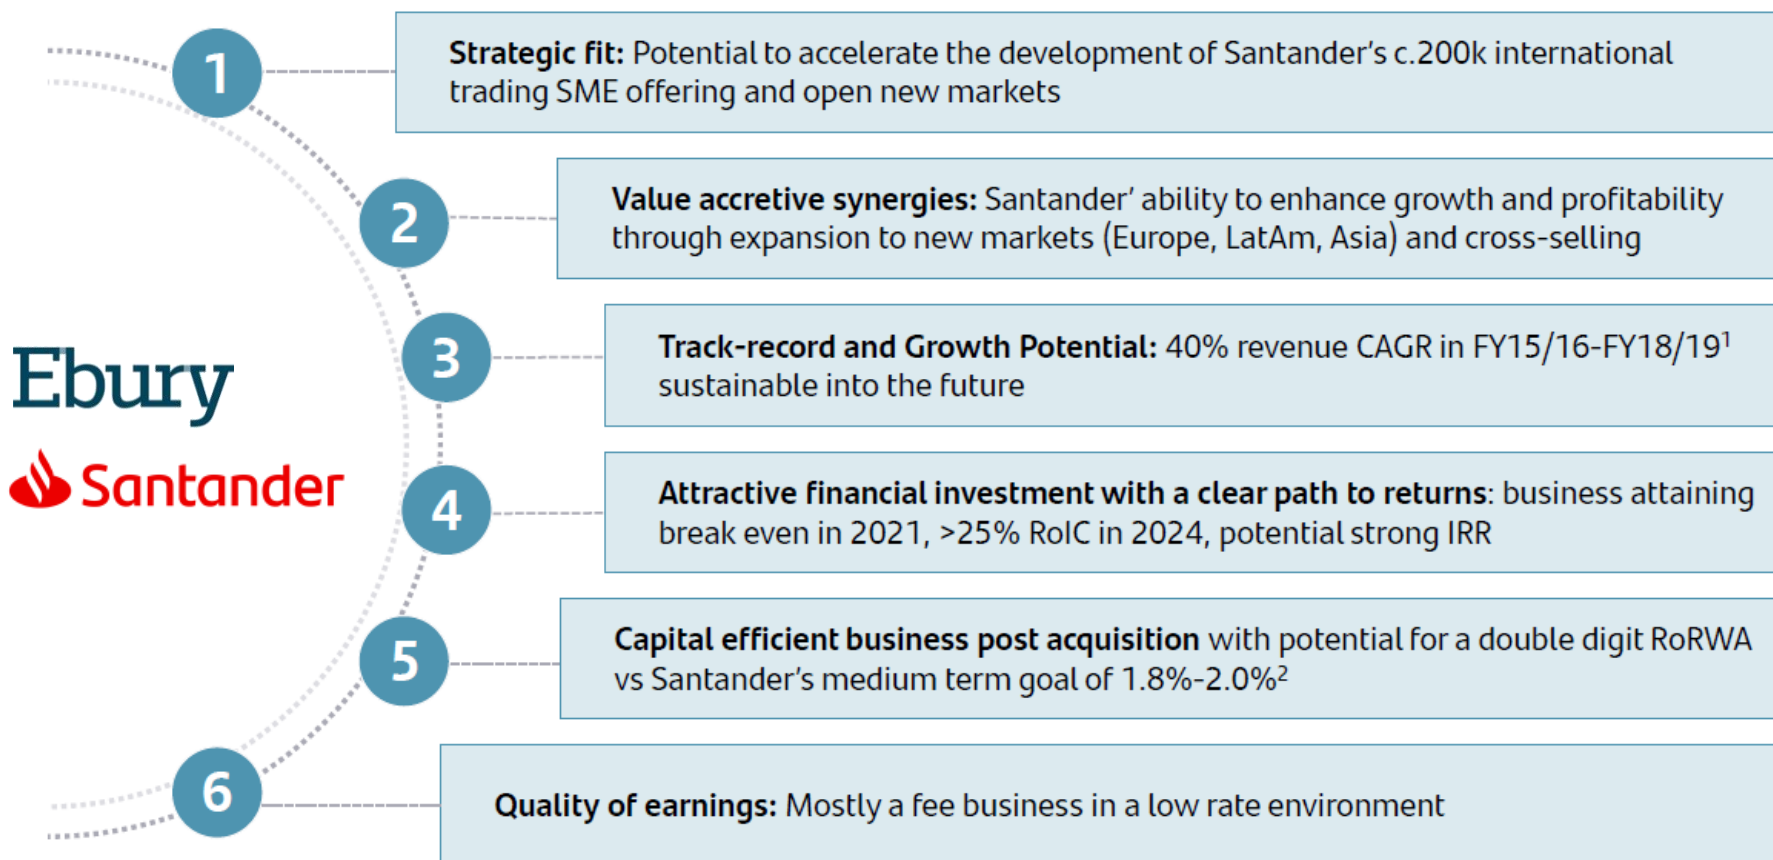 1
Strategic fit: Potential to accelerate the development of Santander's c.200k international
trading SME offering and open new markets
2
Value accretive synergies: Santander' ability to enhance growth and profitability
through expansion to new markets (Europe, LatAm, Asia) and cross-selling
3
Track-record and Growth Potential: 40% revenue CAGR in FY15/16-FY18/19¹
sustainable into the future
Ebury
Santander
4
Attractive financial investment with a clear path to returns: business attaining
break even in 2021, >25% RoIC in 2024, potential strong IRR
5
Capital efficient business post acquisition with potential for a double digit RoRWA
vs Santander's medium term goal of 1.8%-2.0%²
6
Quality of earnings: Mostly a fee business in a low rate environment